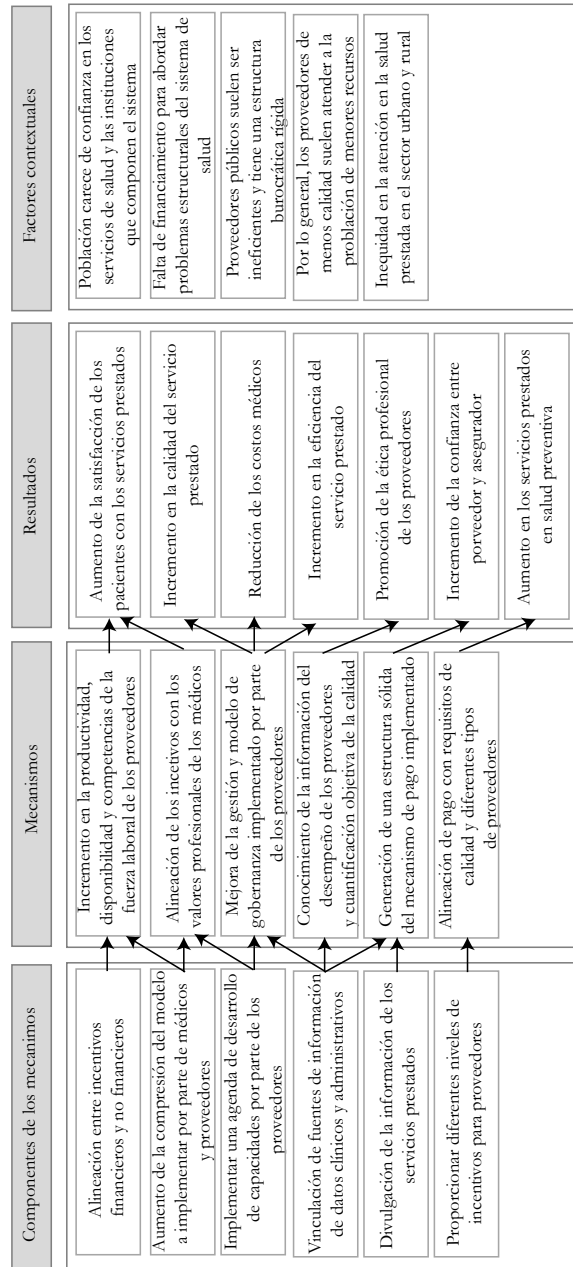 Componentes de los mecanimos
Alineación entre incentivos
financieros y no financieros
Aumento de la compresión del modelo
a implementar por parte de médicos
y proveedores
Implementar una agenda de desarrollo
de capacidades por parte de los
proveedores
Vinculación de fuentes de información
de datos clínicos y administrativos
Divulgación de la información de los
servicios prestados
Proporcionar diferentes niveles de
incentivos para proveedores
Mecanismos
Incremento en la productividad,
disponibilidad y competencias de la
fuerza laboral de los proveedores
Alineación de los incetivos con los
valores profesionales de los médicos
Mejora de la gestión y modelo de
gobernanza implementado por parte
de los proveedores
Conocimiento de la información del
desempeño de los proveedores
y cuantificación objetiva de la calidad
Generación de una estructura sólida
del mecanismo de pago implementado
Alineación de pago con requisitos de
calidad y diferentes tipos
de proveedores
Resultados
Aumento de la satisfacción de los
pacientes con los servicios prestados
Incremento en la calidad del servicio
prestado
Reducción de los costos médicos
Incremento en la eficiencia del
servicio prestado
Promoción de la ética profesional
de los proveedores
Incremento de la confianza entre
porveedor y asegurador
Aumento en los servicios prestados
en salud preventiva
Factores contextuales
Población carece de confianza en los
servicios de salud y las instituciones
que componen el sistema
Falta de financiamiento para abordar
problemas estructurales del sistema de
salud
Proveedores públicos suelen ser
ineficientes y tiene una estructura
burocrática rígida
Por lo general, los proveedores de
menos calidad suelen atender a la
problación de menores recursos
Inequidad en la atención en la salud
prestada en el sector urbano y rural